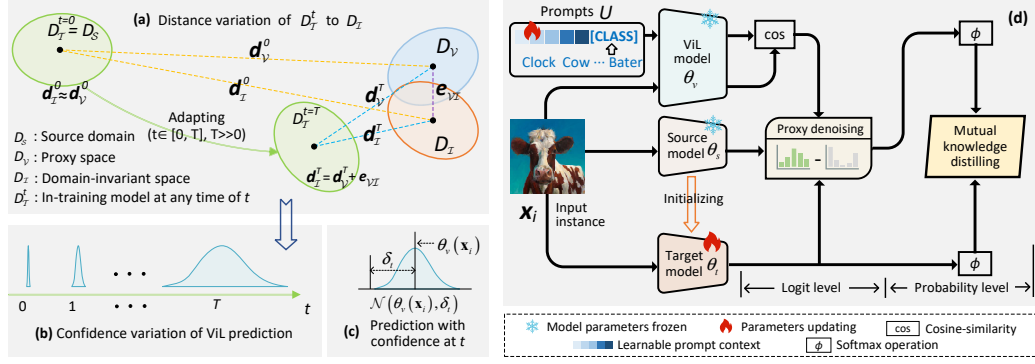 (a) Distance variation of D_T^t to D_I
D_T^{t=0} = D_S
d_V^0
d_I^0
d_I^0 ≈ d_V^0
D_V
d_V^T
e_VI
Adapting
(t∈ [0, T], T>>0)
D_T^{t=T}
d_I^T
D_I
d_I^T = d_V^T + e_VI
D_S : Source domain
D_V : Proxy space
D_I : Domain-invariant space
D_T^t : In-training model at any time of t
0 1 • • • • • • T t
(b) Confidence variation of ViL prediction
θ_v(x_i)
δ_t
N(θ_v(x_i), δ_t)
(c) Prediction with
confidence at t
(d)
Prompts U
[CLASS]
Clock Cow ··· Bater
ViL
model
θ_v
cos
ϕ
Source
model θ_s
Proxy denoising
-
Mutual
knowledge
distilling
x_i
Input
instance
Initializing
Target
model θ_t
ϕ
Logit level
Probability level
Model parameters frozen
Parameters updating
cos Cosine-similarity
Learnable prompt context
ϕ Softmax operation